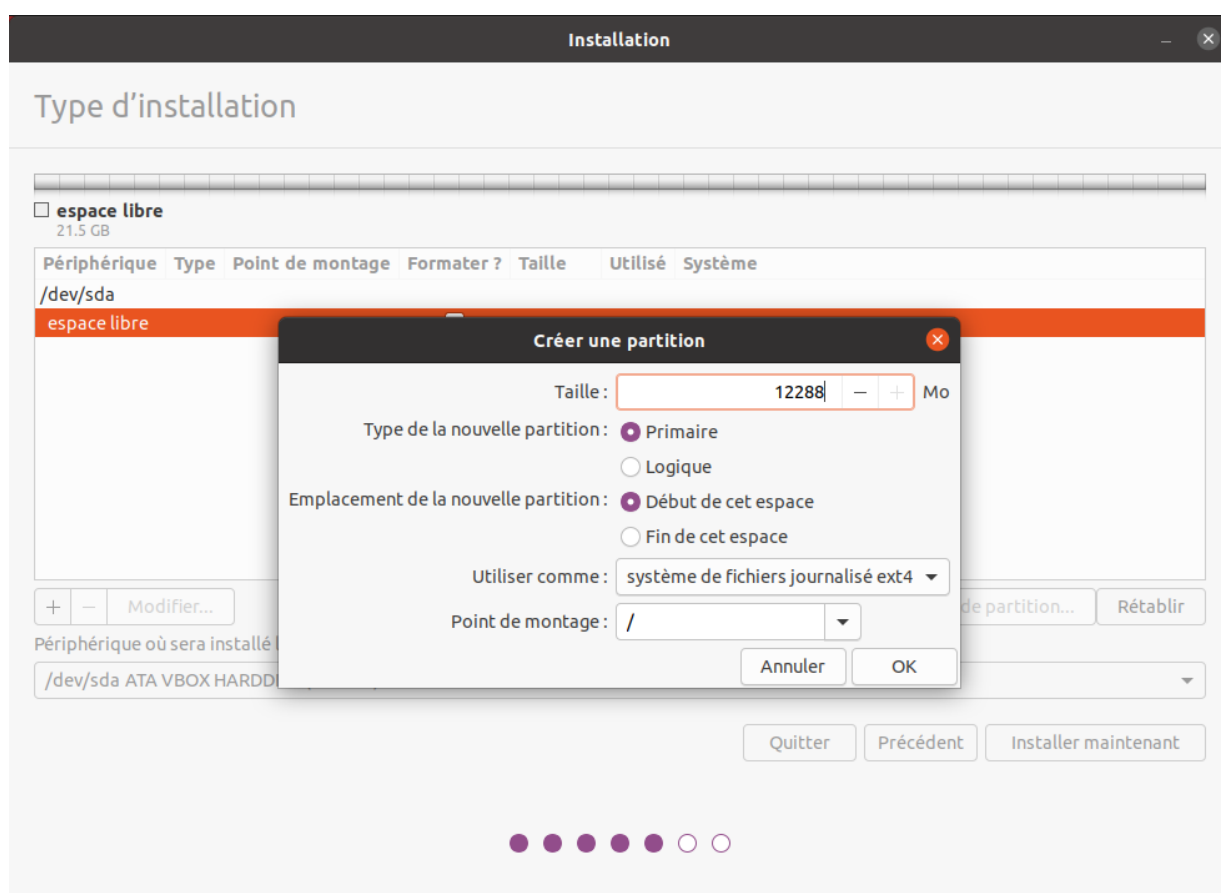 Installation
Type d’installation
espace libre
21.5 GB
Périphérique Type Point de montage Formater ? Taille Utilisé Système
/dev/sda
espace libre
Créer une partition
Taille : 12288 – + Mo
Type de la nouvelle partition : Primaire
Logique
Emplacement de la nouvelle partition : Début de cet espace
Fin de cet espace
Utiliser comme : système de fichiers journalisé ext4
Point de montage : /
Annuler OK
+ – Modifier... de partition... Rétablir
Périphérique où sera installé
/dev/sda ATA VBOX
Quitter Précédent Installer maintenant